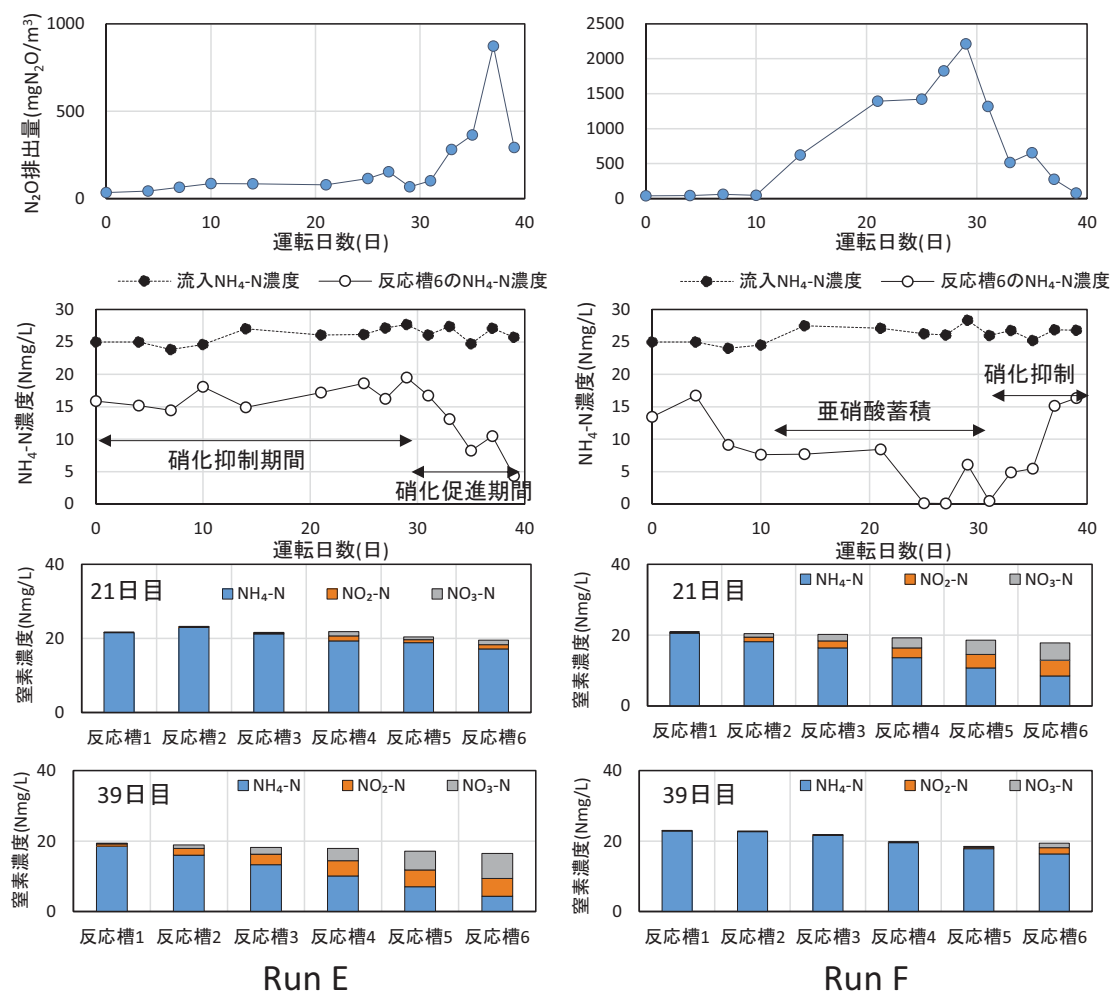 N₂O排出量(mgN₂O/m³)
1000
500
0
0 10 20 30 40
運転日数(日)
2500
2000
1500
1000
500
0
0 10 20 30 40
運転日数(日)
流入NH₄-N濃度 反応槽6のNH₄-N濃度
流入NH₄-N濃度 反応槽6のNH₄-N濃度
NH₄-N濃度(Nmg/L)
30
25
20
15
10
5
0
硝化抑制期間
硝化促進期間
0 10 20 30 40
運転日数(日)
NH₄-N濃度(Nmg/L)
30
25
20
15
10
5
0
硝化抑制
亜硝酸蓄積
0 10 20 30 40
運転日数(日)
窒素濃度(Nmg/L)
40
20
0
21日目
NH₄-N NO₂-N NO₃-N
反応槽1 反応槽2 反応槽3 反応槽4 反応槽5 反応槽6
窒素濃度(Nmg/L)
40
20
0
21日目
NH₄-N NO₂-N NO₃-N
反応槽1 反応槽2 反応槽3 反応槽4 反応槽5 反応槽6
窒素濃度(Nmg/L)
40
20
0
39日目
NH₄-N NO₂-N NO₃-N
反応槽1 反応槽2 反応槽3 反応槽4 反応槽5 反応槽6
Run E
窒素濃度(Nmg/L)
40
20
0
39日目
NH₄-N NO₂-N NO₃-N
反応槽1 反応槽2 反応槽3 反応槽4 反応槽5 反応槽6
Run F